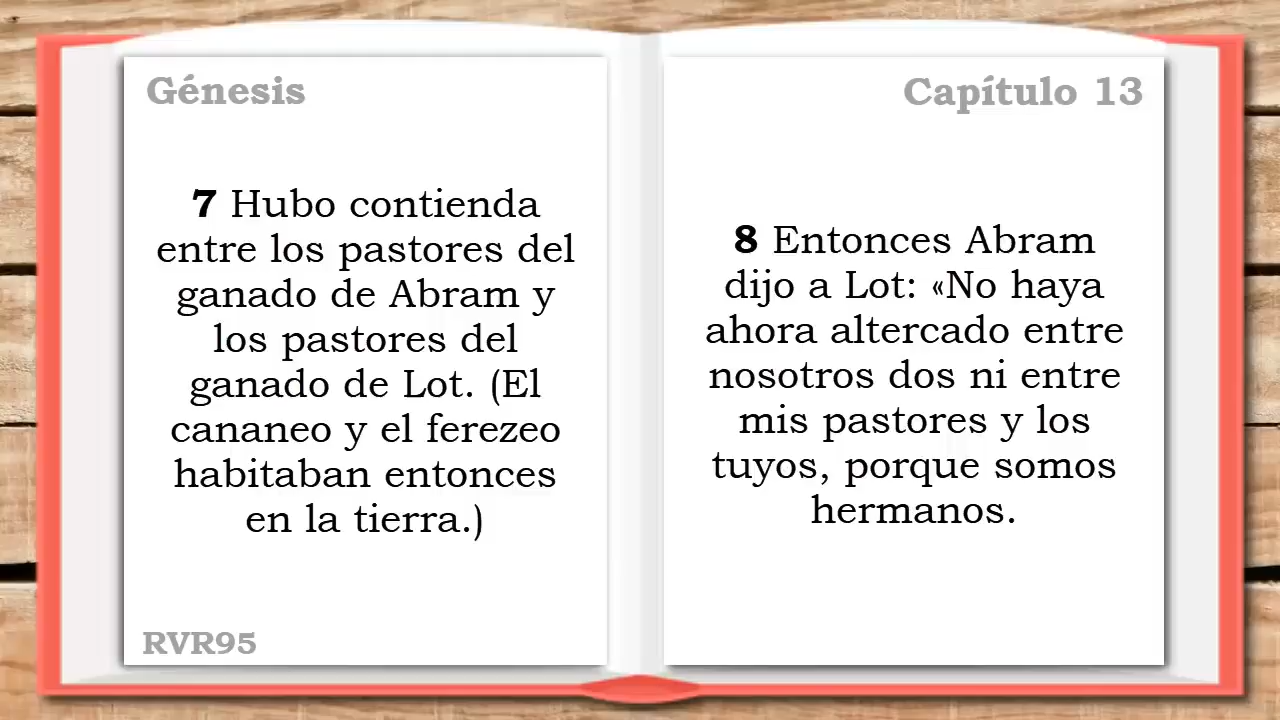 Génesis
7 Hubo contienda
entre los pastores del
ganado de Abram y
los pastores del
ganado de Lot. (El
cananeo y el ferezeo
habitaban entonces
en la tierra.)
RVR95
Capítulo 13
8 Entonces Abram
dijo a Lot: «No haya
ahora altercado entre
nosotros dos ni entre
mis pastores y los
tuyos, porque somos
hermanos.